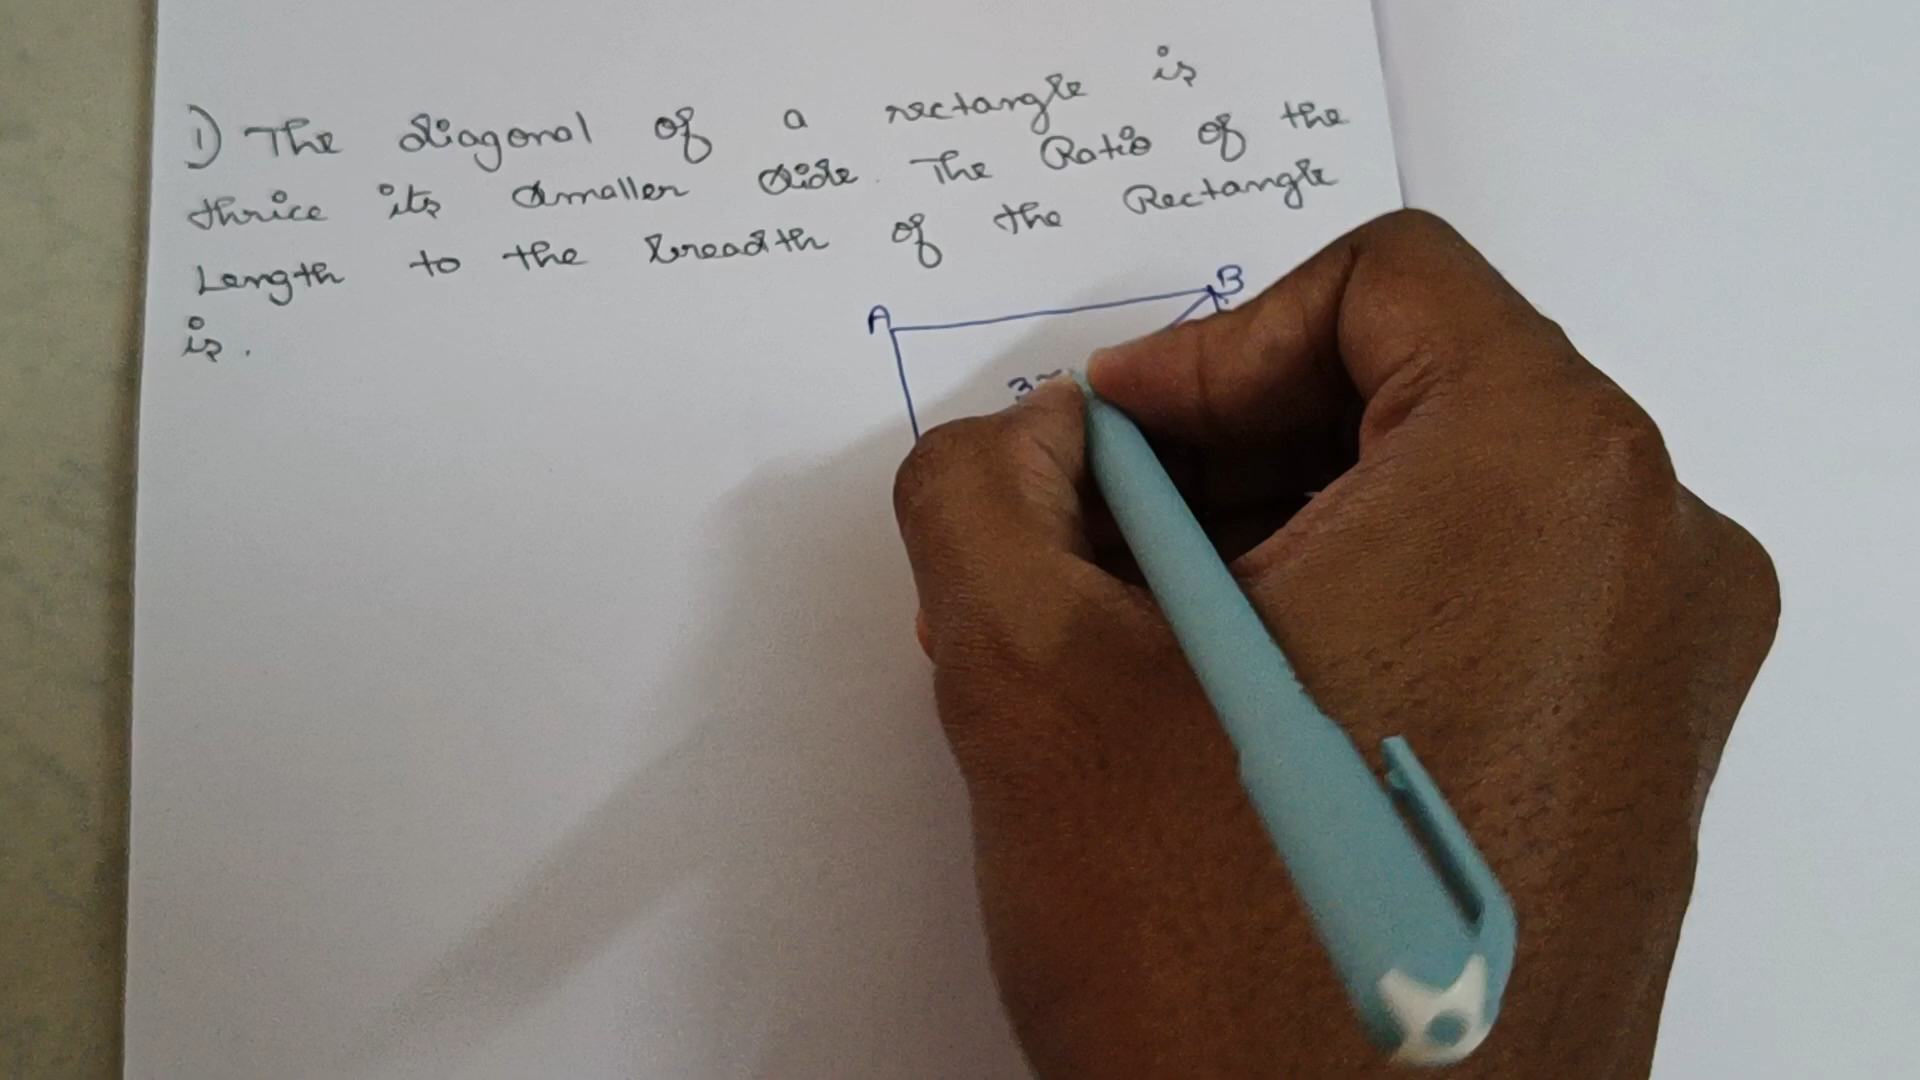 1) The diagonal of a rectangle is
thrice its smaller side. The Ratio of the
Length to the breadth of the Rectangle
is.
A
B
3